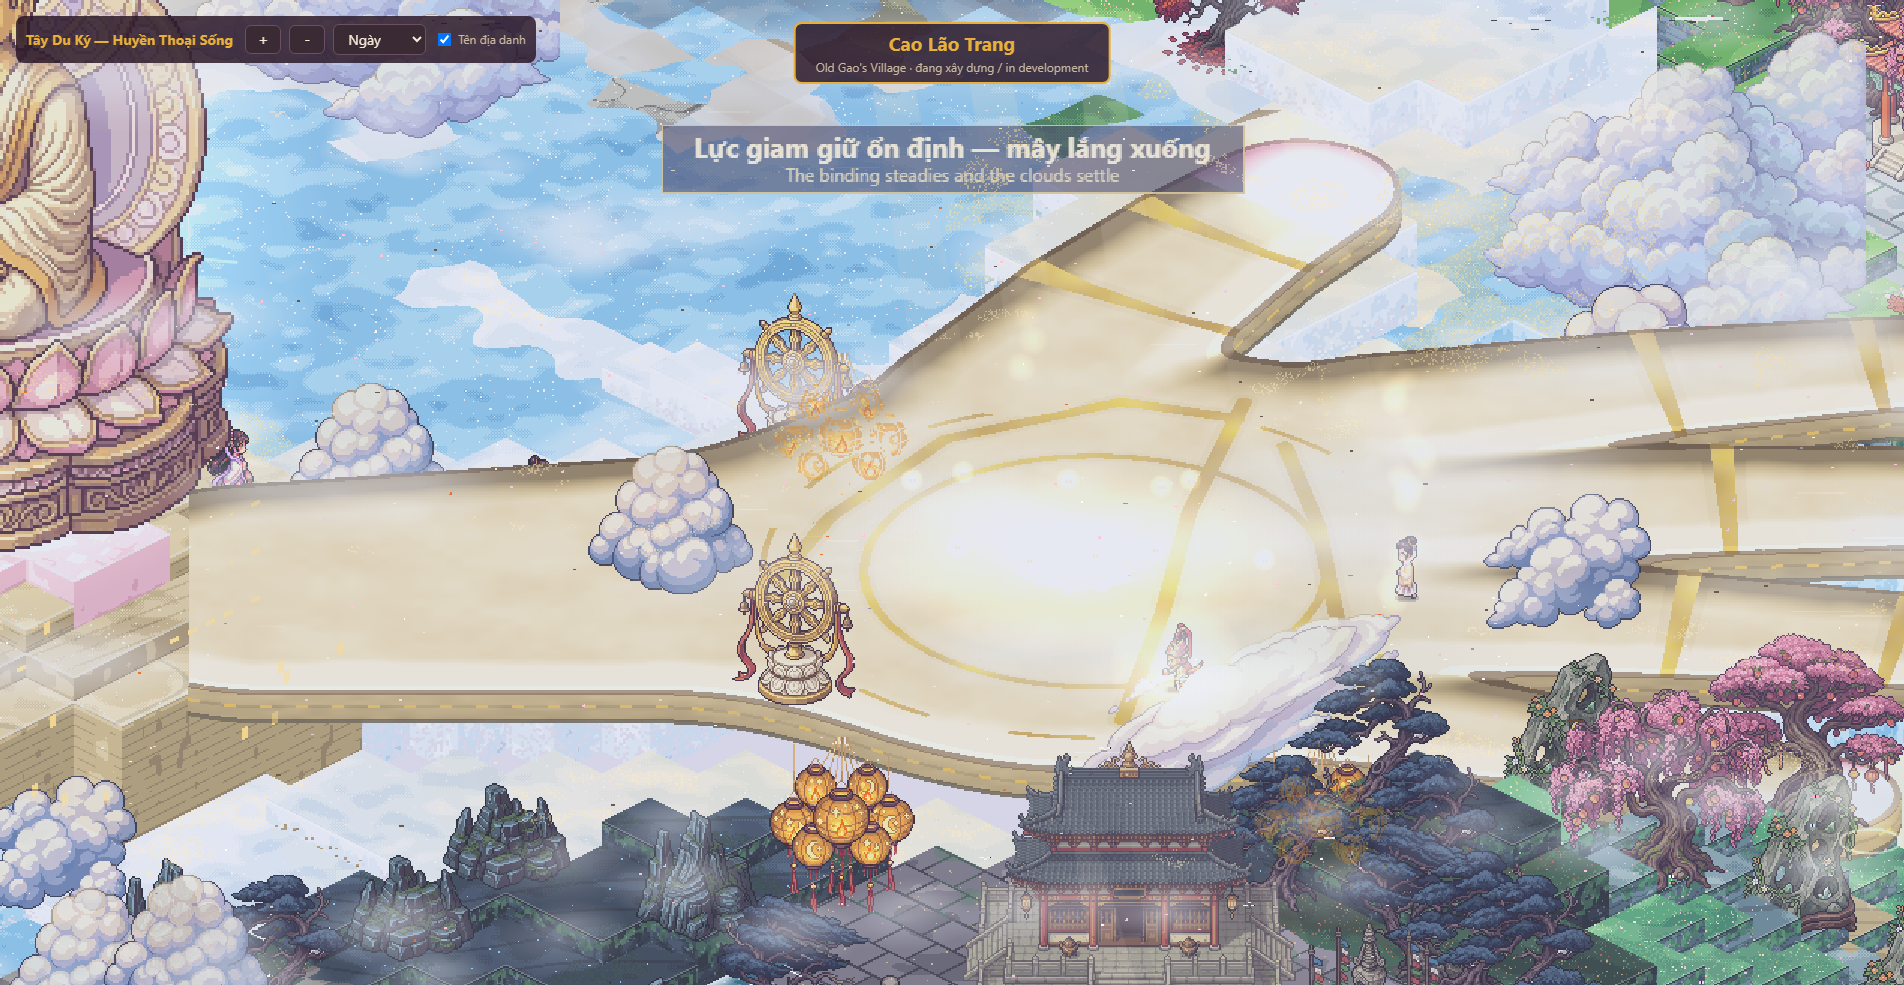 Tây Du Ký — Huyền Thoại Sống + - Ngày Tên địa danh
Cao Lão Trang
Old Gao's Village · đang xây dựng / in development
Lực giam giữ ổn định — mây lắng xuống
The binding steadies and the clouds settle